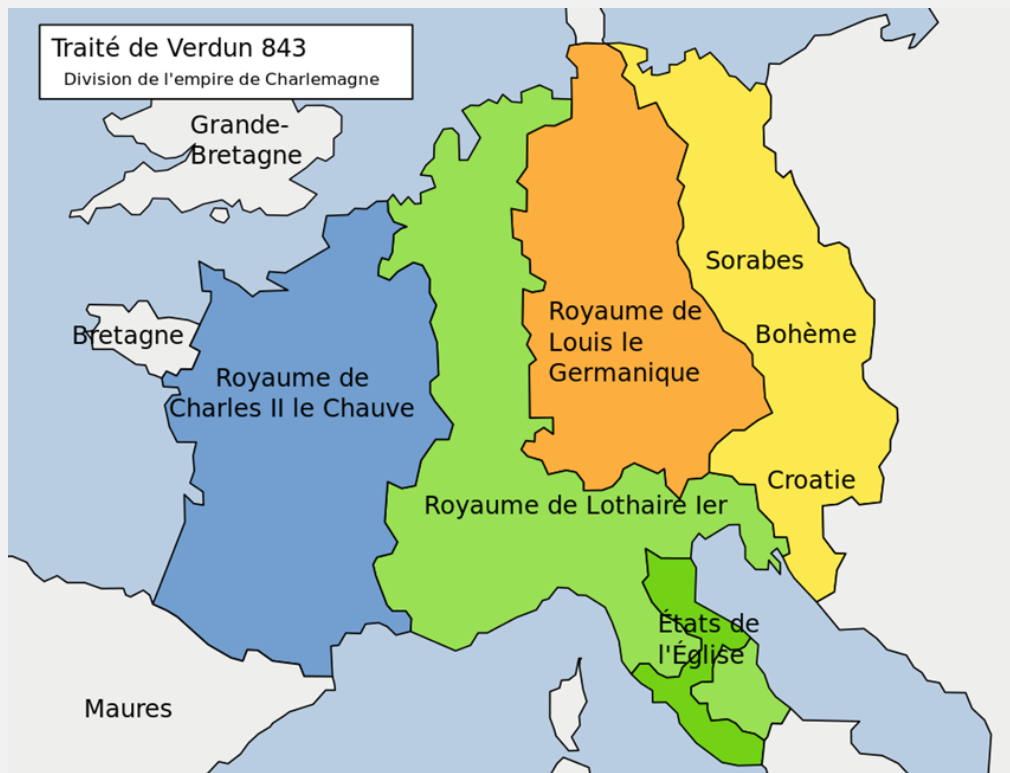 Traité de Verdun 843
Division de l'empire de Charlemagne
Grande-
Bretagne
Sorabes
Bretagne
Royaume de
Louis le
Germanique
Bohème
Royaume de
Charles II le Chauve
Croatie
Royaume de Lothaire Ier
États de
l'Église
Maures